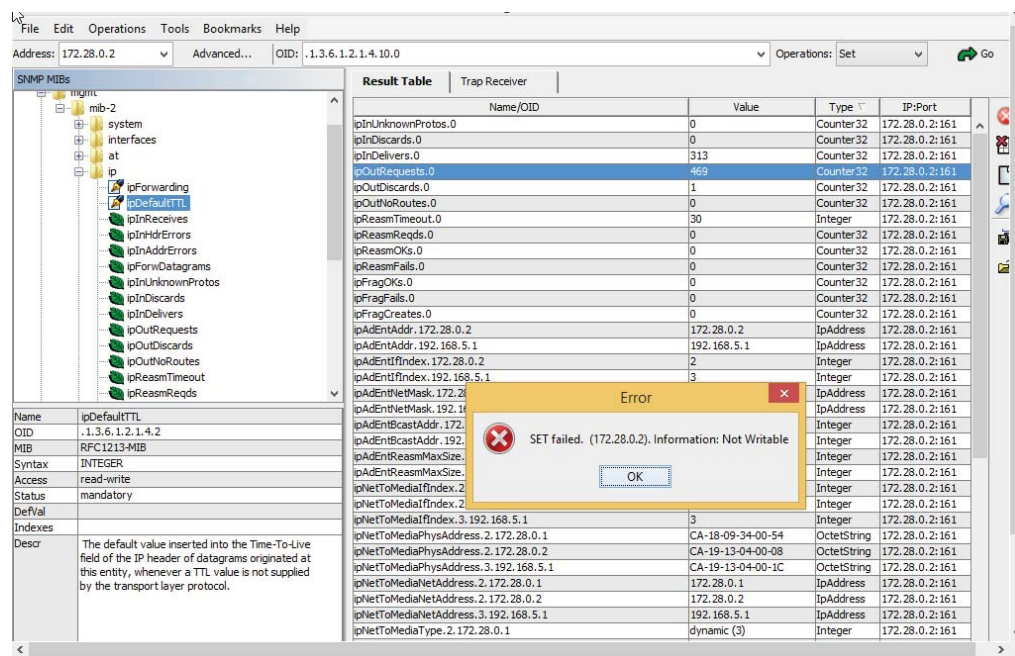 File Edit Operations Tools Bookmarks Help
Address: 172.28.0.2 Advanced... OID: .1.3.6.1.2.1.4.10.0 Operations: Set Go
SNMP MIBs
mgmt
mib-2
system
interfaces
at
ip
ipForwarding
ipDefaultTTL
ipInReceives
ipInHdrErrors
ipInAddrErrors
ipForwDatagrams
ipInUnknownProtos
ipInDiscards
ipInDelivers
ipOutRequests
ipOutDiscards
ipOutNoRoutes
ipReasmTimeout
ipReasmReqds
Name ipDefaultTTL
OID .1.3.6.1.2.1.4.2
MIB RFC1213-MIB
Syntax INTEGER
Access read-write
Status mandatory
DefVal
Indexes
Descr The default value inserted into the Time-To-Live
field of the IP header of datagrams originated at
this entity, whenever a TTL value is not supplied
by the transport layer protocol.
Result Table Trap Receiver
Name/OID Value Type IP:Port
ipInUnknownProtos.0 0 Counter32 172.28.0.2:161
ipInDiscards.0 0 Counter32 172.28.0.2:161
ipInDelivers.0 313 Counter32 172.28.0.2:161
ipOutRequests.0 469 Counter32 172.28.0.2:161
ipOutDiscards.0 1 Counter32 172.28.0.2:161
ipOutNoRoutes.0 0 Counter32 172.28.0.2:161
ipReasmTimeout.0 30 Integer 172.28.0.2:161
ipReasmReqds.0 0 Counter32 172.28.0.2:161
ipReasmOKs.0 0 Counter32 172.28.0.2:161
ipReasmFails.0 0 Counter32 172.28.0.2:161
ipFragOKs.0 0 Counter32 172.28.0.2:161
ipFragFails.0 0 Counter32 172.28.0.2:161
ipFragCreates.0 0 Counter32 172.28.0.2:161
ipAdEntAddr.172.28.0.2 172.28.0.2 IpAddress 172.28.0.2:161
ipAdEntAddr.192.168.5.1 192.168.5.1 IpAddress 172.28.0.2:161
ipAdEntIfIndex.172.28.0.2 2 Integer 172.28.0.2:161
ipAdEntIfIndex.192.168.5.1 3 Integer 172.28.0.2:161
ipAdEntNetMask.172.2 IpAddress 172.28.0.2:161
ipAdEntNetMask.192.1 IpAddress 172.28.0.2:161
ipAdEntBcastAddr.172. Integer 172.28.0.2:161
ipAdEntBcastAddr.192. Integer 172.28.0.2:161
ipAdEntReasmMaxSize. Integer 172.28.0.2:161
ipAdEntReasmMaxSize. Integer 172.28.0.2:161
ipNetToMediaIfIndex.2 Integer 172.28.0.2:161
ipNetToMediaIfIndex.2 Integer 172.28.0.2:161
ipNetToMediaIfIndex.3.192.168.5.1 3 Integer 172.28.0.2:161
ipNetToMediaPhysAddress.2.172.28.0.1 CA-18-09-34-00-54 OctetString 172.28.0.2:161
ipNetToMediaPhysAddress.2.172.28.0.2 CA-19-13-04-00-08 OctetString 172.28.0.2:161
ipNetToMediaPhysAddress.3.192.168.5.1 CA-19-13-04-00-1C OctetString 172.28.0.2:161
ipNetToMediaNetAddress.2.172.28.0.1 172.28.0.1 IpAddress 172.28.0.2:161
ipNetToMediaNetAddress.2.172.28.0.2 172.28.0.2 IpAddress 172.28.0.2:161
ipNetToMediaNetAddress.3.192.168.5.1 192.168.5.1 IpAddress 172.28.0.2:161
ipNetToMediaType.2.172.28.0.1 dynamic (3) Integer 172.28.0.2:161
Error
SET failed. (172.28.0.2). Information: Not Writable
OK